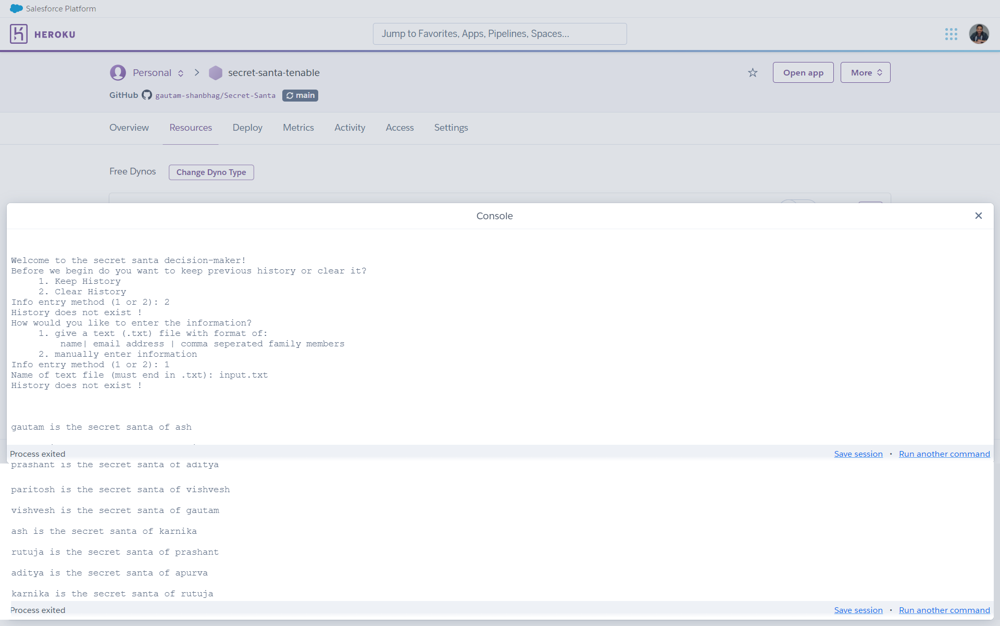 Salesforce Platform
HEROKU
Jump to Favorites, Apps, Pipelines, Spaces...
Personal secret-santa-tenable
Open app
More
GitHub gautam-shanbhag/Secret-Santa main
Overview Resources Deploy Metrics Activity Access Settings
Free Dynos Change Dyno Type
Console
Welcome to the secret santa decision-maker!
Before we begin do you want to keep previous history or clear it?
1. Keep History
2. Clear History
Info entry method (1 or 2): 2
History does not exist !
How would you like to enter the information?
1. give a text (.txt) file with format of:
name| email address | comma seperated family members
2. manually enter information
Info entry method (1 or 2): 1
Name of text file (must end in .txt): input.txt
History does not exist !
gautam is the secret santa of ash
Process exited Save session • Run another command
prashant is the secret santa of aditya
paritosh is the secret santa of vishvesh
vishvesh is the secret santa of gautam
ash is the secret santa of karnika
rutuja is the secret santa of prashant
aditya is the secret santa of apurva
karnika is the secret santa of rutuja
Process exited Save session • Run another command